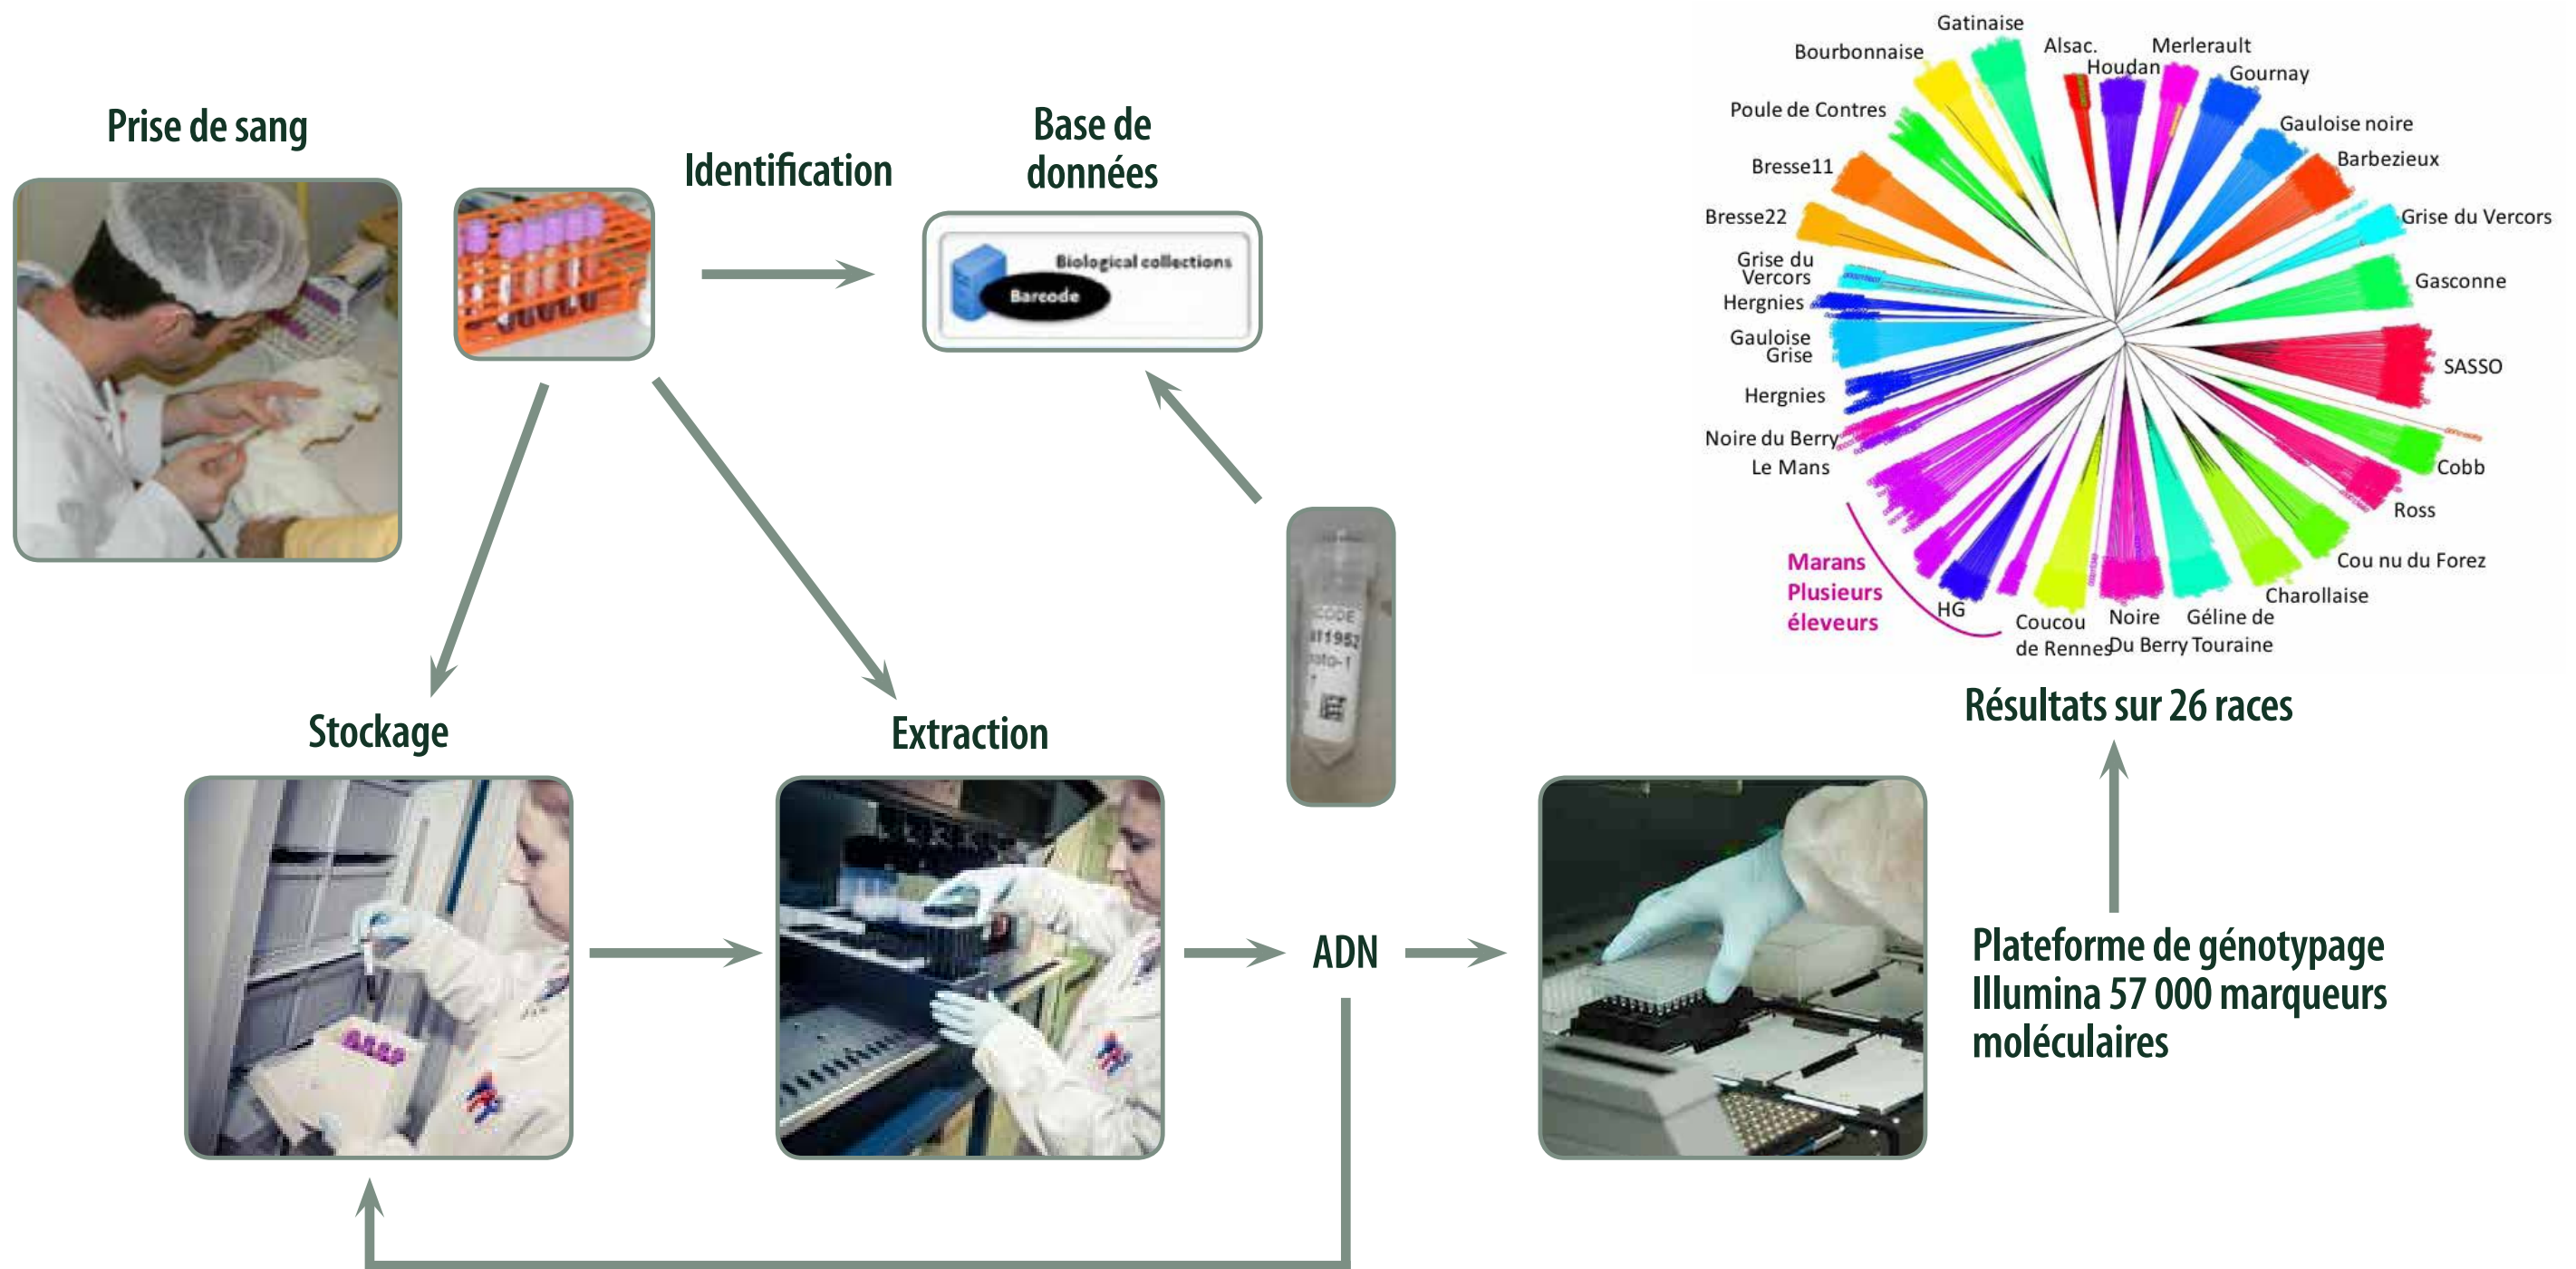 Prise de sang
Identification
Base de
données
Biological collections
Barcode
Stockage
Extraction
ADN
Gatinaise
Bourbonnaise
Poule de Contres
Bresse11
Bresse22
Grise du
Vercors
Hergnies
Gauloise
Grise
Hergnies
Noire du Berry
Le Mans
Marans
Plusieurs
éleveurs
HG
Coucou
de Rennes
Noire
Du Berry
Géline de
Touraine
Charollaise
Cou nu du Forez
Ross
Cobb
SASSO
Gasconne
Grise du Vercors
Barbezieux
Gauloise noire
Gournay
Merlerault
Houdan
Alsac.
Résultats sur 26 races
Plateforme de génotypage
Illumina 57 000 marqueurs
moléculaires